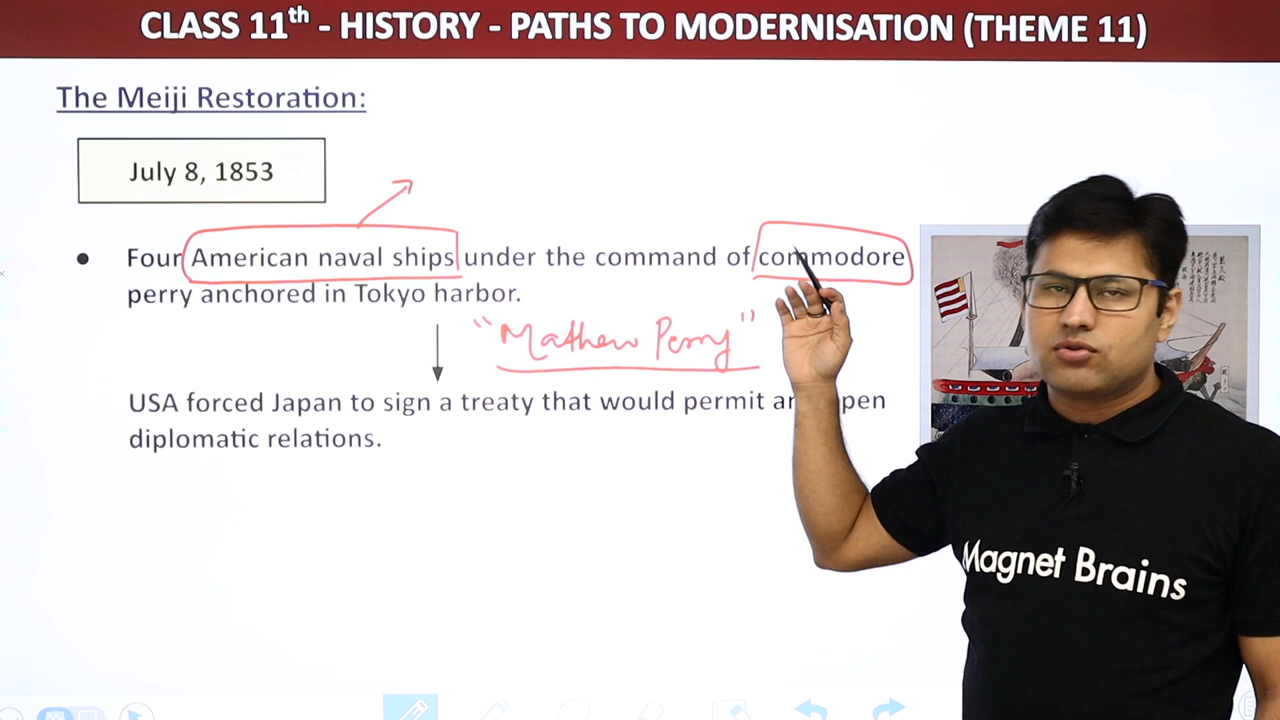 CLASS 11th - HISTORY - PATHS TO MODERNISATION (THEME 11)
The Meiji Restoration:
July 8, 1853
● Four American naval ships under the command of commodore
perry anchored in Tokyo harbor.
"Mathew Perry"
USA forced Japan to sign a treaty that would permit
diplomatic relations.
Magnet Brains